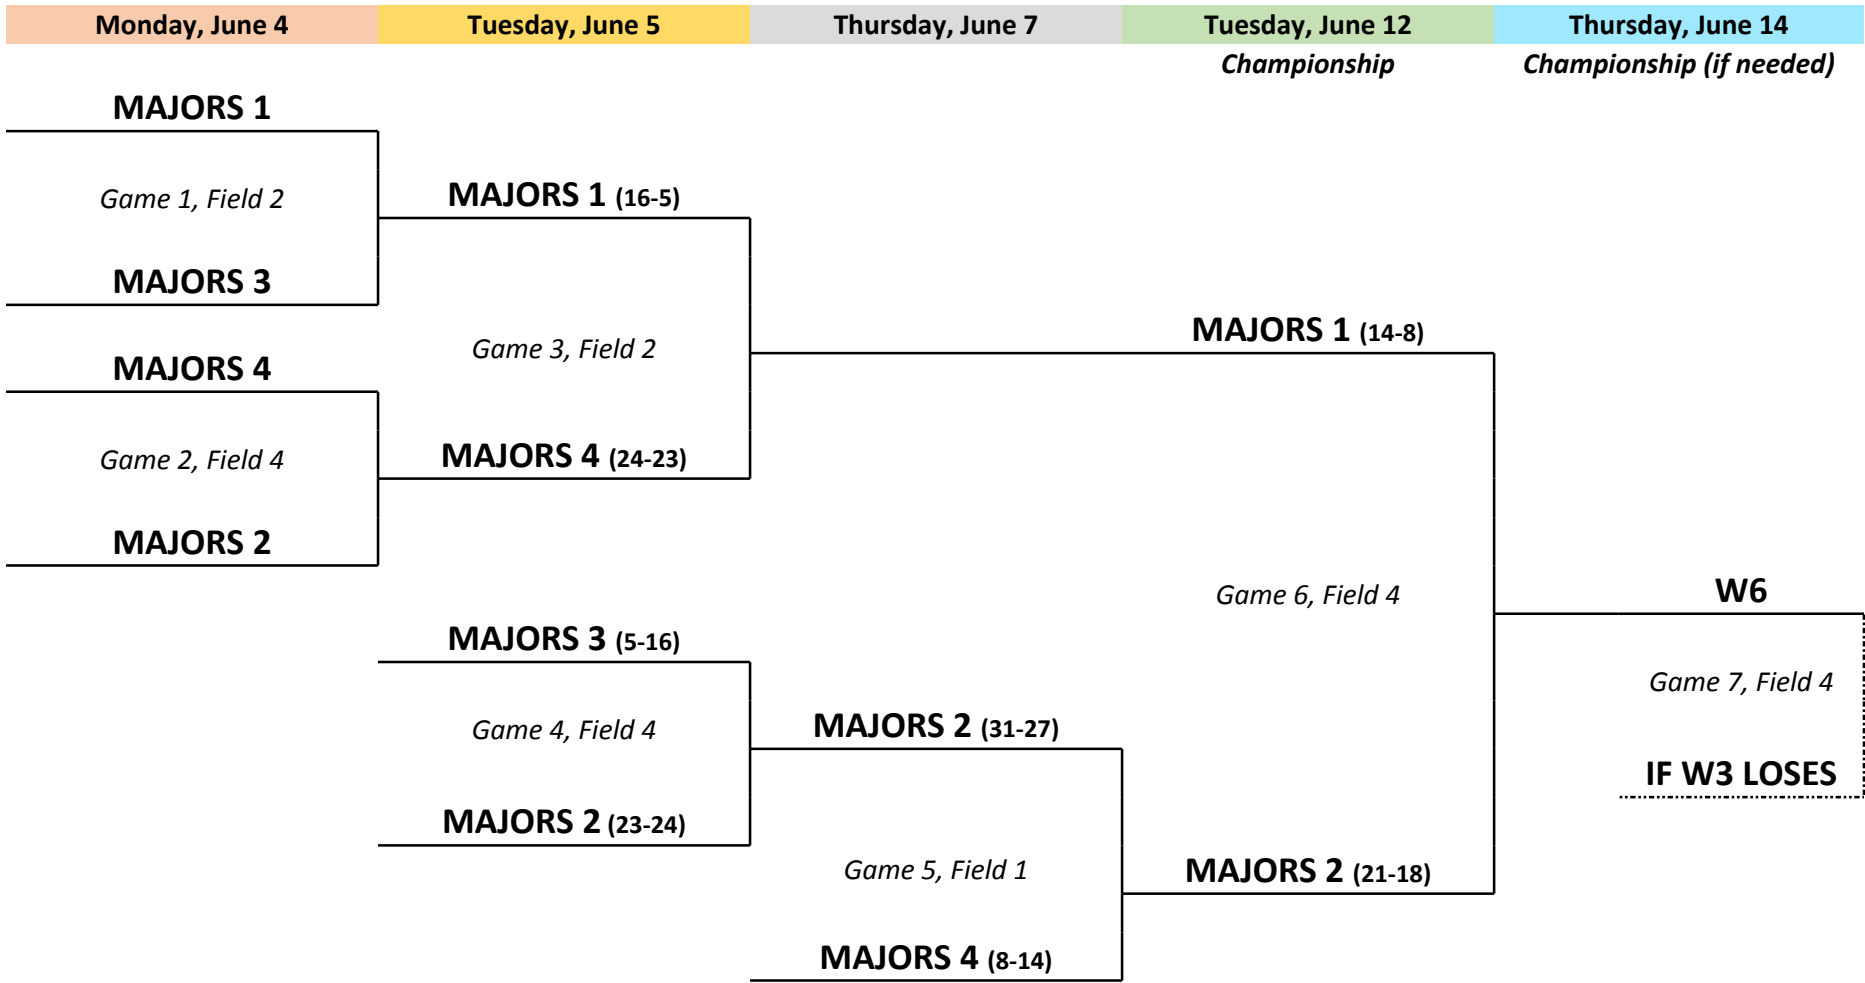 Monday, June 4
Tuesday, June 5
Thursday, June 7
Tuesday, June 12
Thursday, June 14
Championship
Championship (if needed)
MAJORS 1
Game 1, Field 2
MAJORS 3
MAJORS 4
Game 2, Field 4
MAJORS 2
MAJORS 1 (16-5)
Game 3, Field 2
MAJORS 4 (24-23)
MAJORS 3 (5-16)
Game 4, Field 4
MAJORS 2 (23-24)
MAJORS 2 (31-27)
Game 5, Field 1
MAJORS 4 (8-14)
MAJORS 1 (14-8)
Game 6, Field 4
MAJORS 2 (21-18)
W6
Game 7, Field 4
IF W3 LOSES